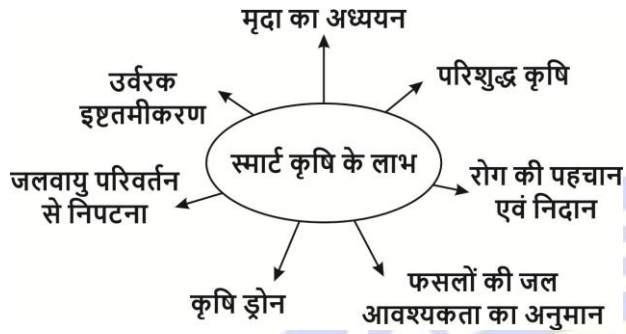 मृदा का अध्ययन
परिशुद्ध कृषि
उर्वरक
इष्टतमीकरण
स्मार्ट कृषि के लाभ
जलवायु परिवर्तन
से निपटना
रोग की पहचान
एवं निदान
कृषि ड्रोन
फसलों की जल
आवश्यकता का अनुमान